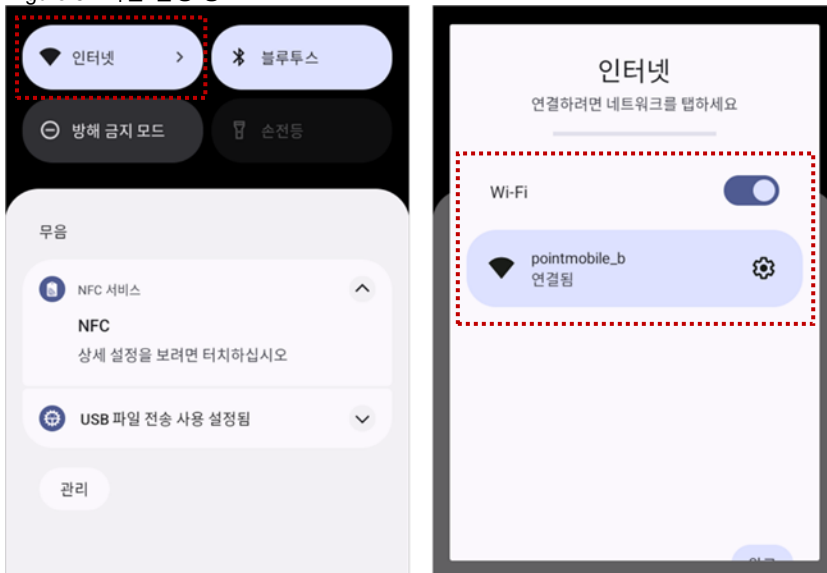 인터넷
블루투스
방해 금지 모드
손전등
무음
NFC 서비스
NFC
상세 설정을 보려면 터치하십시오
USB 파일 전송 사용 설정됨
관리
인터넷
연결하려면 네트워크를 탭하세요
Wi-Fi
pointmobile_b
연결됨